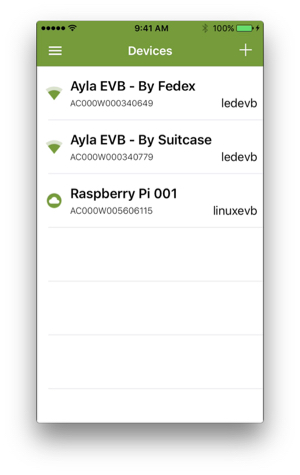 9:41 AM 100%
Devices
Ayla EVB - By Fedex
AC000W000340649 ledevb
Ayla EVB - By Suitcase
AC000W000340779 ledevb
Raspberry Pi 001
AC000W005606115 linuxevb